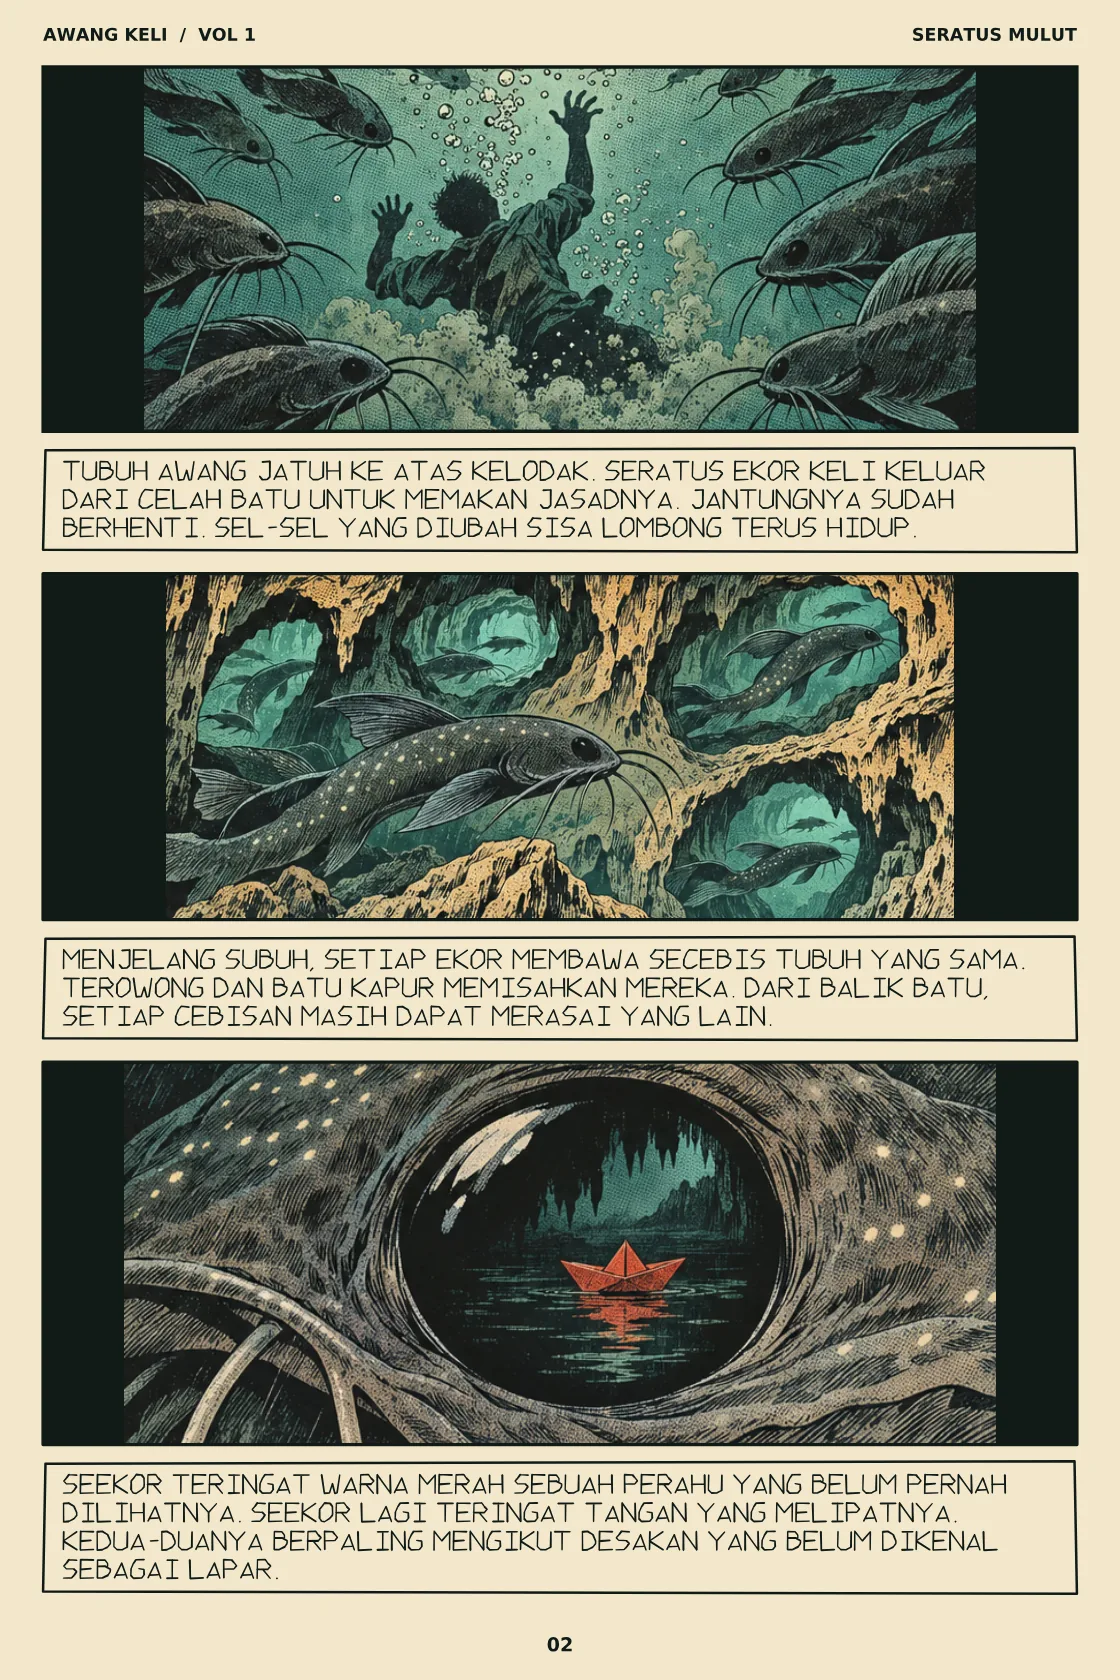 AWANG KELI / VOL 1
SERATUS MULUT
TUBUH AWANG JATUH KE ATAS KELODAK. SERATUS EKOR KELI KELUAR
DARI CELAH BATU UNTUK MEMAKAN JASADNYA. JANTUNGNYA SUDAH
BERHENTI. SEL-SEL YANG DIUBAH SISA LOMBONG TERUS HIDUP.
MENJELANG SUBUH, SETIAP EKOR MEMBAWA SECEBIS TUBUH YANG SAMA.
TEROWONG DAN BATU KAPUR MEMISAHKAN MEREKA. DARI BALIK BATU,
SETIAP CEBISAN MASIH DAPAT MERASAI YANG LAIN.
SEEKOR TERINGAT WARNA MERAH SEBUAH PERAHU YANG BELUM PERNAH
DILIHATNYA. SEEKOR LAGI TERINGAT TANGAN YANG MELIPATNYA.
KEDUA-DUANYA BERPALING MENGIKUT DESAKAN YANG BELUM DIKENAL
SEBAGAI LAPAR.
02